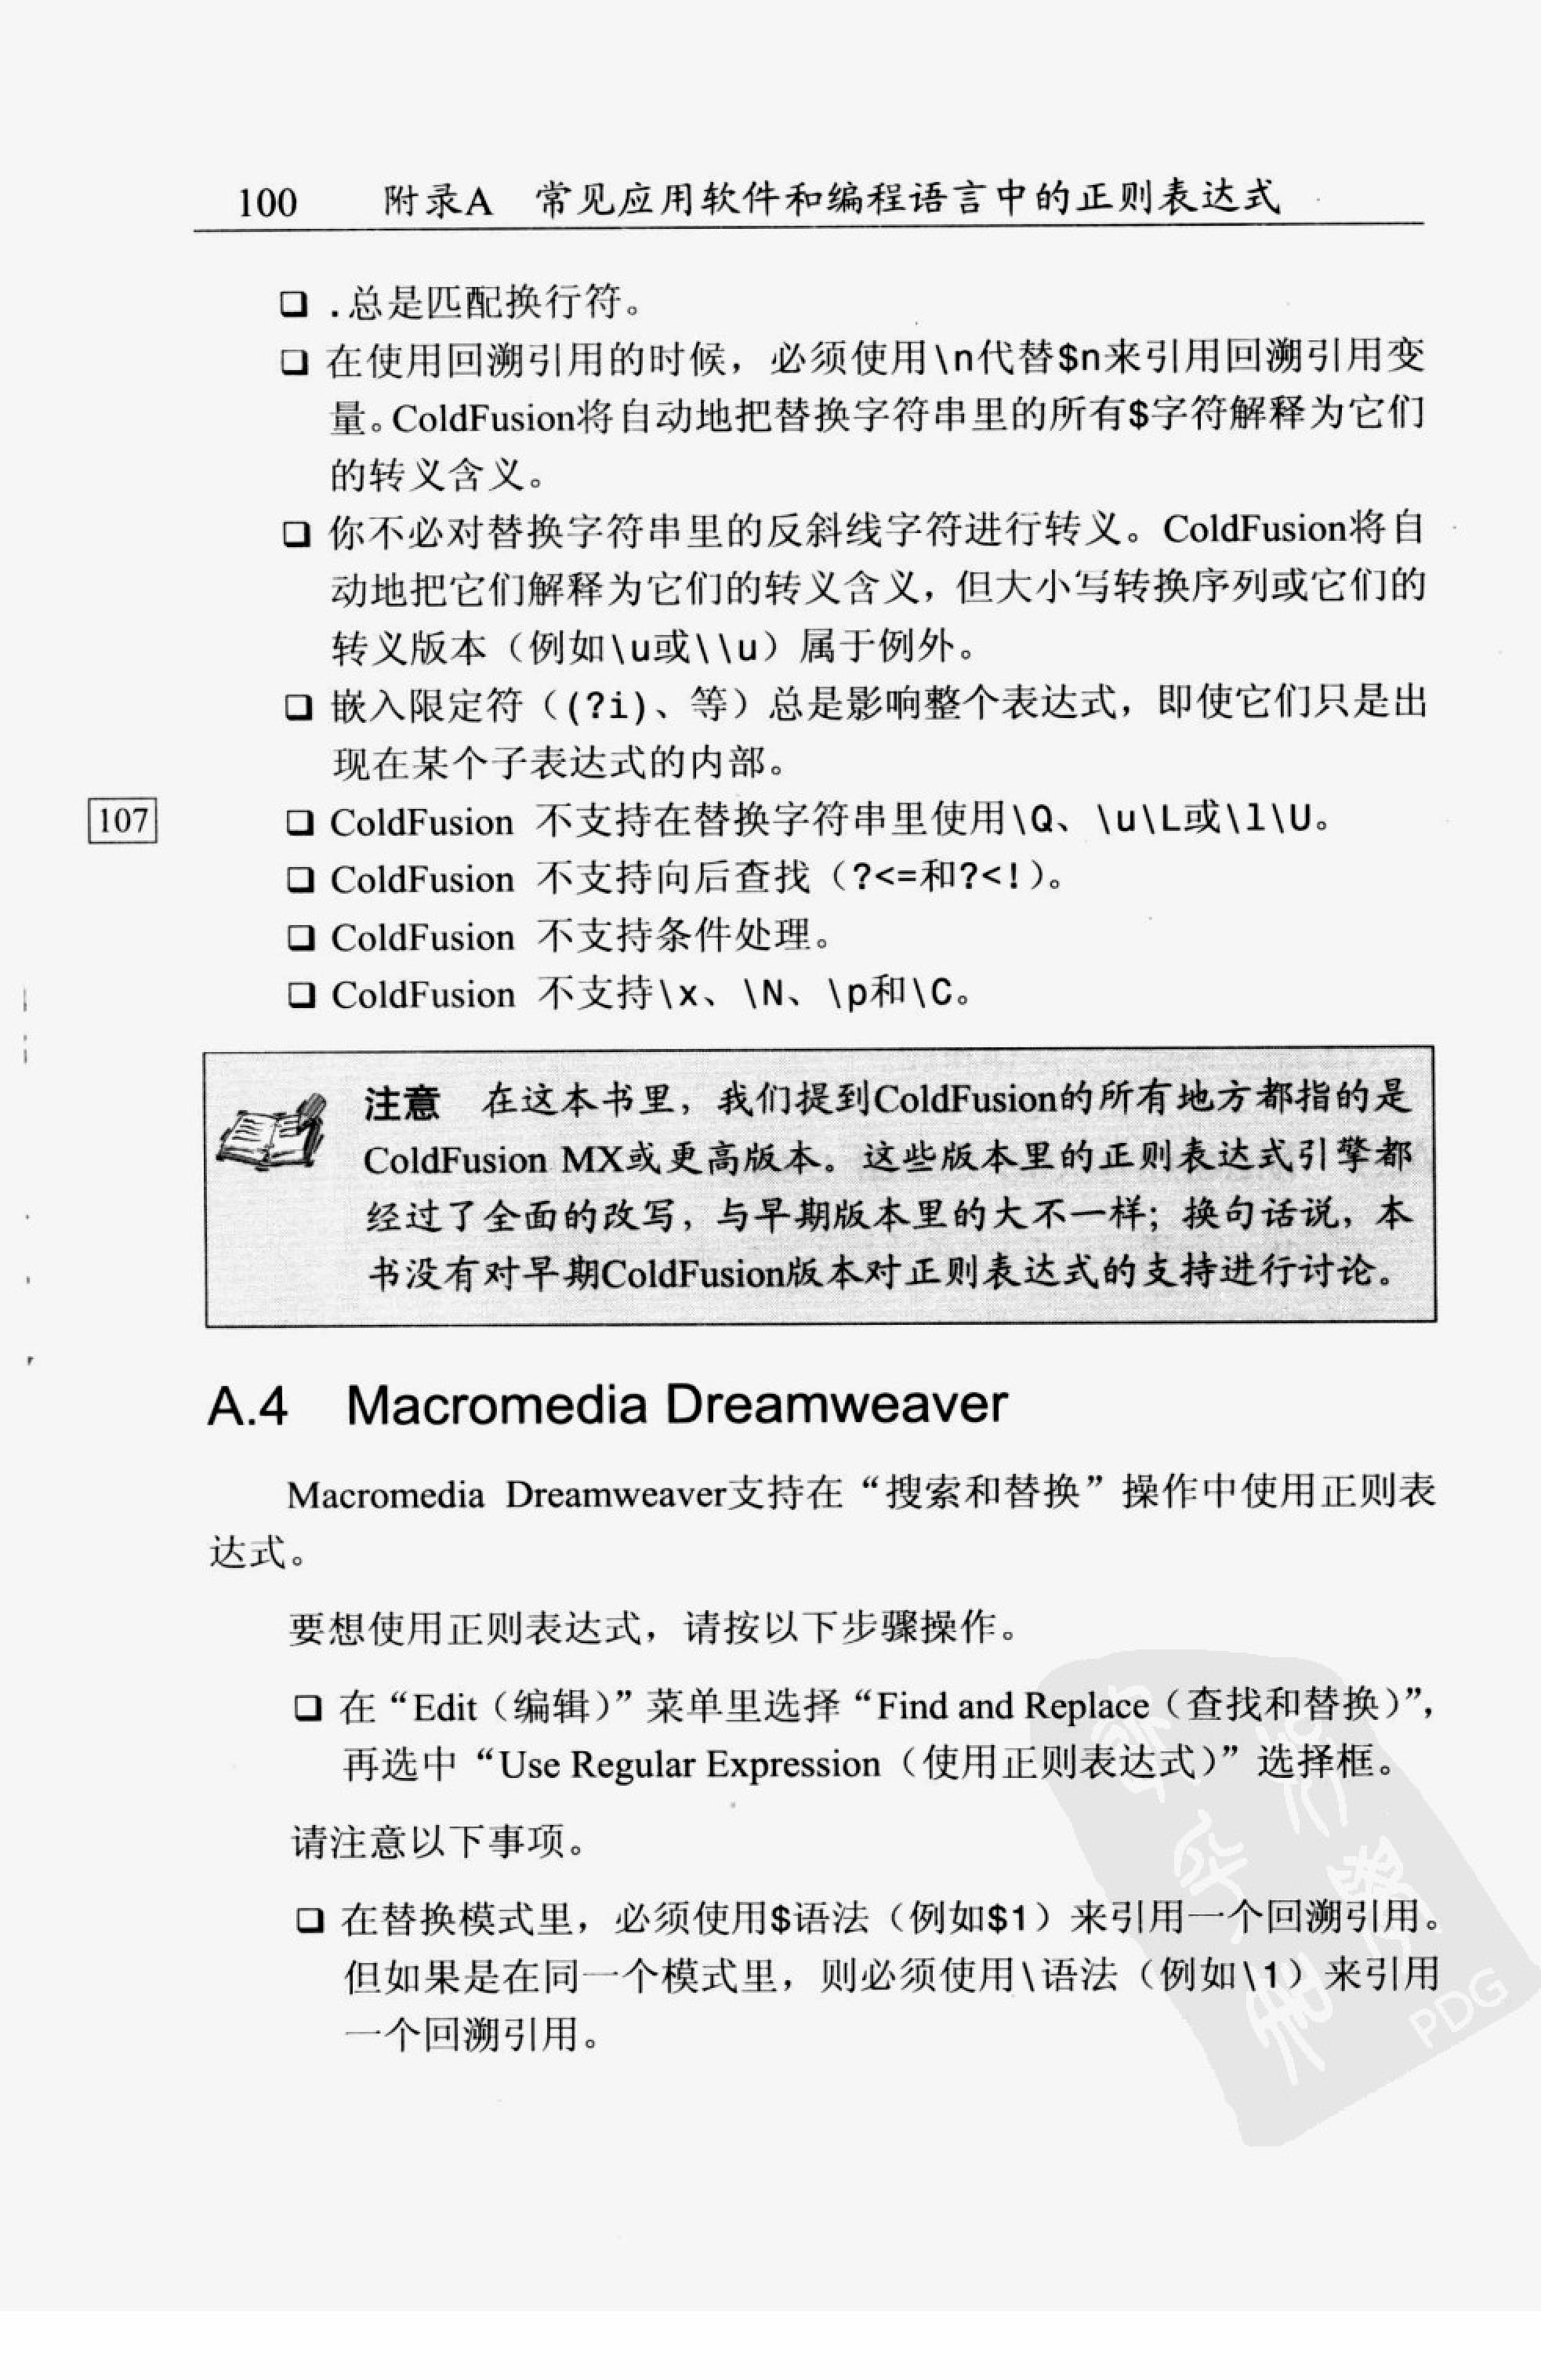 100 附录A 常见应用软件和编程语言中的正则表达式
❑ .总是匹配换行符。
❑ 在使用回溯引用的时候，必须使用\n代替$n来引用回溯引用变
量。ColdFusion将自动地把替换字符串里的所有$字符解释为它们
的转义含义。
❑ 你不必对替换字符串里的反斜线字符进行转义。ColdFusion将自
动地把它们解释为它们的转义含义，但大小写转换序列或它们的
转义版本（例如\u或\\u）属于例外。
❑ 嵌入限定符（(?i)、等）总是影响整个表达式，即使它们只是出
现在某个子表达式的内部。
107
❑ ColdFusion 不支持在替换字符串里使用\Q、\u\L或\l\U。
❑ ColdFusion 不支持向后查找（?<=和?<!）。
❑ ColdFusion 不支持条件处理。
❑ ColdFusion 不支持\x、\N、\p和\C。
注意 在这本书里，我们提到ColdFusion的所有地方都指的是
ColdFusion MX或更高版本。这些版本里的正则表达式引擎都
经过了全面的改写，与早期版本里的大不一样；换句话说，本
书没有对早期ColdFusion版本对正则表达式的支持进行讨论。
A.4 Macromedia Dreamweaver
Macromedia Dreamweaver支持在“搜索和替换”操作中使用正则表
达式。
要想使用正则表达式，请按以下步骤操作。
❑ 在“Edit（编辑）”菜单里选择“Find and Replace（查找和替换）”，
再选中“Use Regular Expression（使用正则表达式）”选择框。
请注意以下事项。
❑ 在替换模式里，必须使用$语法（例如$1）来引用一个回溯引用。
但如果是在同一个模式里，则必须使用\语法（例如\1）来引用
一个回溯引用。
PDG